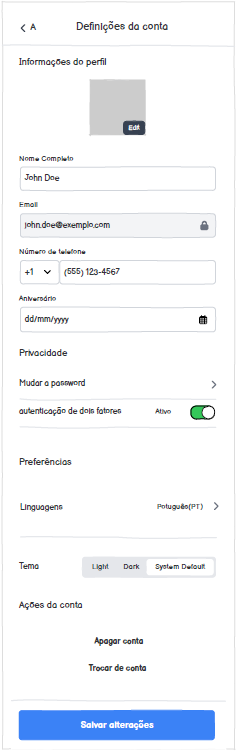 A Definições da conta
Informações do perfil
Edit
Nome Completo
John Doe
Email
john.doe@exemplo.com
Número de telefone
+1 (555) 123-4567
Aniversário
dd/mm/yyyy
Privacidade
Mudar a password
autenticação de dois fatores Ativo
Preferências
Linguagens Potuguês(PT)
Tema Light Dark System Default
Ações da conta
Apagar conta
Trocar de conta
Salvar alterações